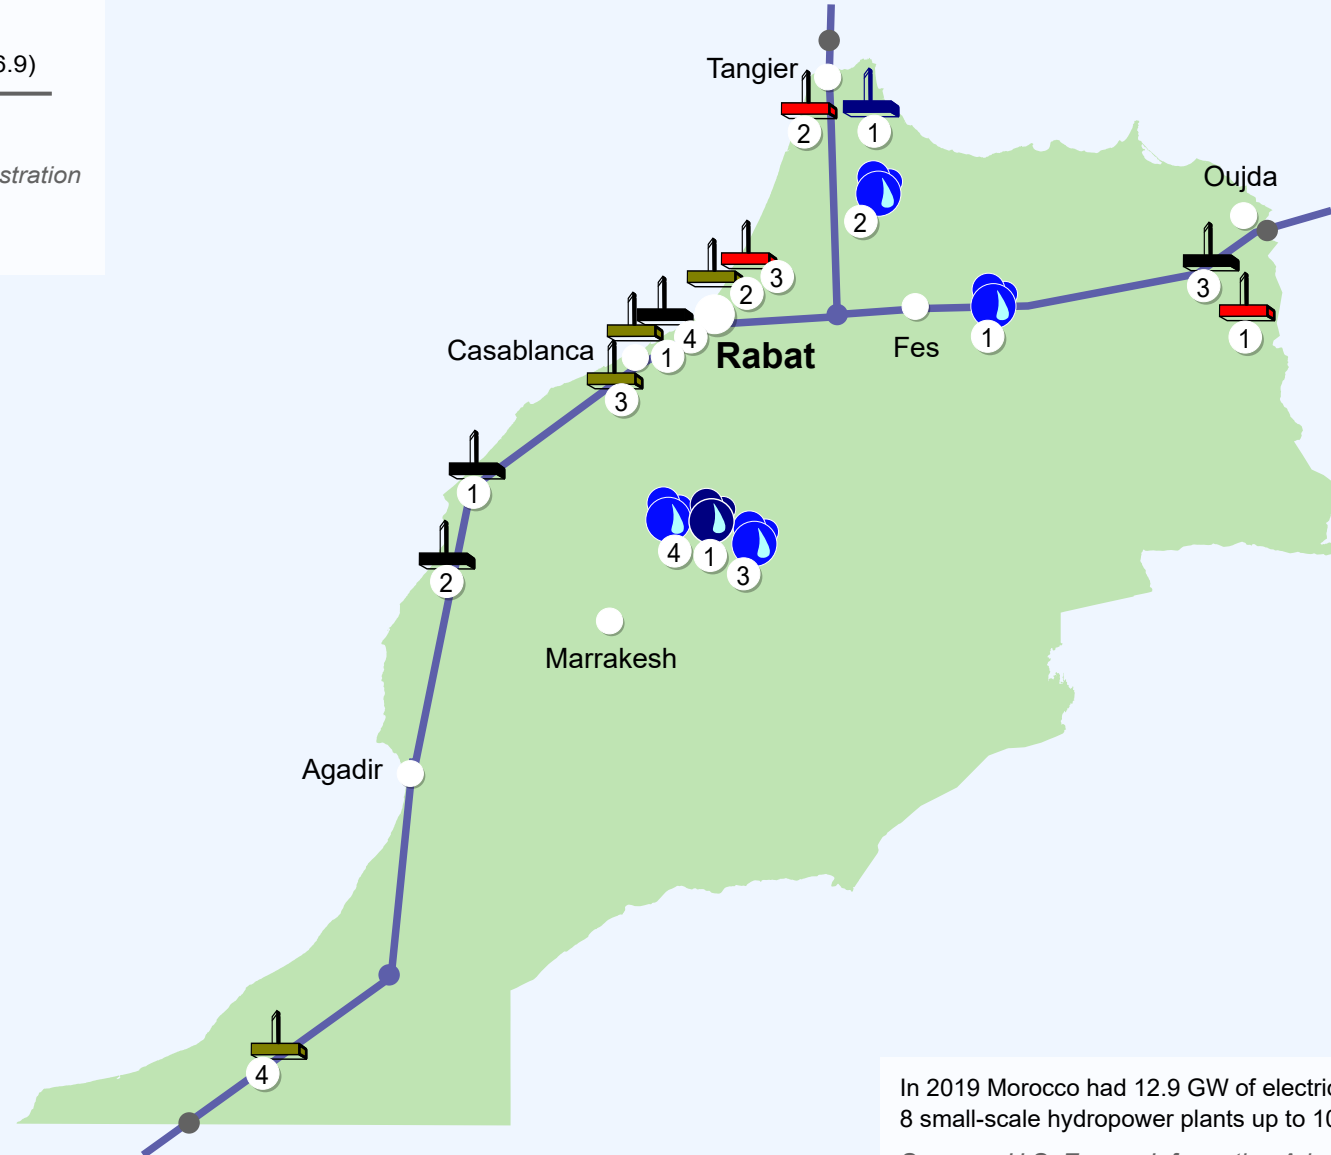 6.9)
stration
Tangier
2
1
2
Oujda
3
2
3
1
4
1
Casablanca
Rabat
Fes
1
3
1
2
4
1
3
Marrakesh
Agadir
4
In 2019 Morocco had 12.9 GW of electric
8 small-scale hydropower plants up to 10